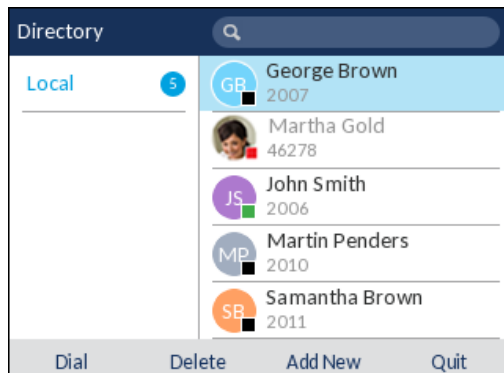 Directory
Local 5
GB George Brown
2007
Martha Gold
46278
JS John Smith
2006
MP Martin Penders
2010
SB Samantha Brown
2011
Dial Delete Add New Quit